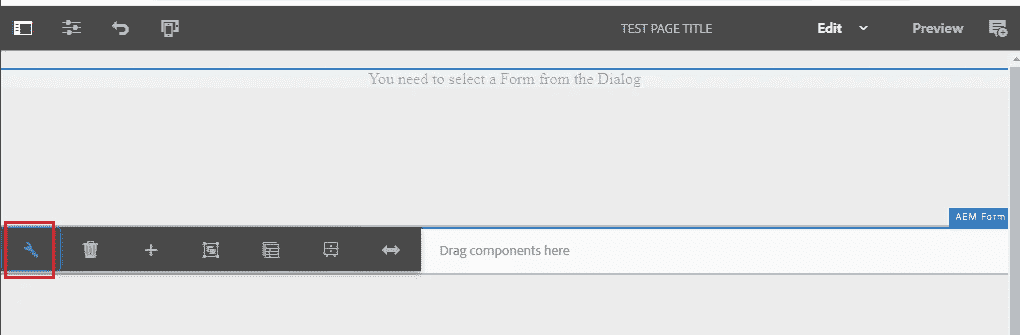 TEST PAGE TITLE
Edit
Preview
You need to select a Form from the Dialog
AEM Form
Drag components here